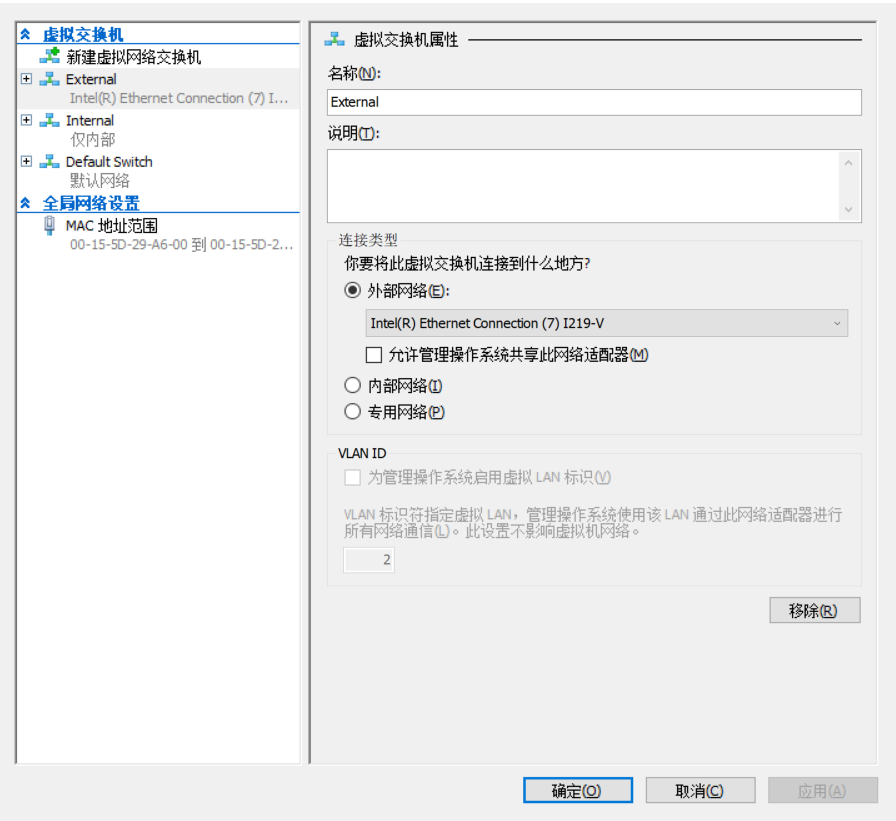 虚拟交换机
新建虚拟网络交换机
External
Intel(R) Ethernet Connection (7) I...
Internal
仅内部
Default Switch
默认网络
全局网络设置
MAC 地址范围
00-15-5D-29-A6-00 到 00-15-5D-2...
虚拟交换机属性
名称(N):
External
说明(T):
连接类型
你要将此虚拟交换机连接到什么地方?
外部网络(E):
Intel(R) Ethernet Connection (7) I219-V
允许管理操作系统共享此网络适配器(M)
内部网络(I)
专用网络(P)
VLAN ID
为管理操作系统启用虚拟 LAN 标识(V)
VLAN 标识符指定虚拟 LAN，管理操作系统使用该 LAN 通过此网络适配器进行
所有网络通信(L)。此设置不影响虚拟机网络。
2
移除(R)
确定(O)
取消(C)
应用(A)